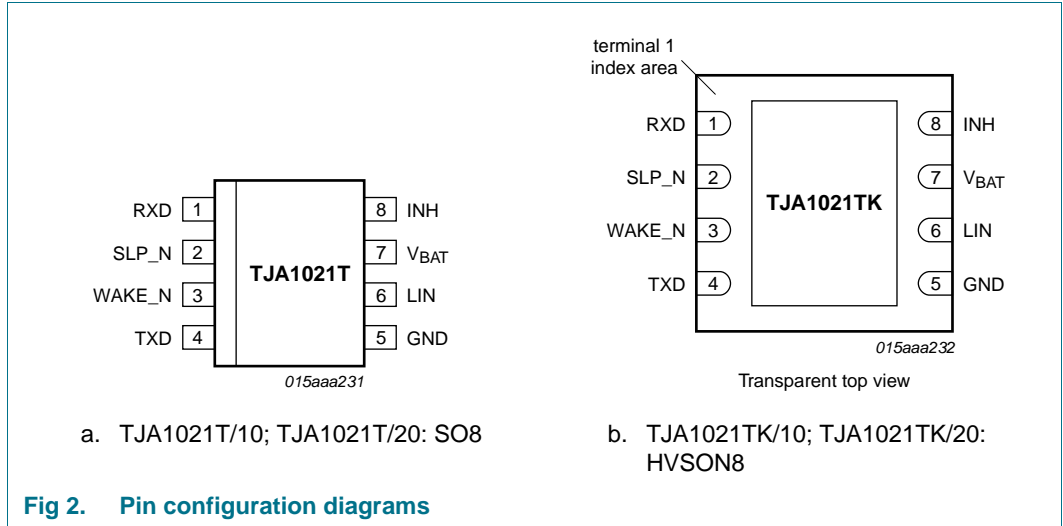 terminal 1
index area
RXD 1 8 INH
SLP_N 2 7 VBAT
WAKE_N 3 6 LIN
TXD 4 5 GND
TJA1021T
015aaa231
RXD 1 8 INH
SLP_N 2 7 VBAT
WAKE_N 3 6 LIN
TXD 4 5 GND
TJA1021TK
015aaa232
Transparent top view
a. TJA1021T/10; TJA1021T/20: SO8
b. TJA1021TK/10; TJA1021TK/20:
HVSON8
Fig 2. Pin configuration diagrams